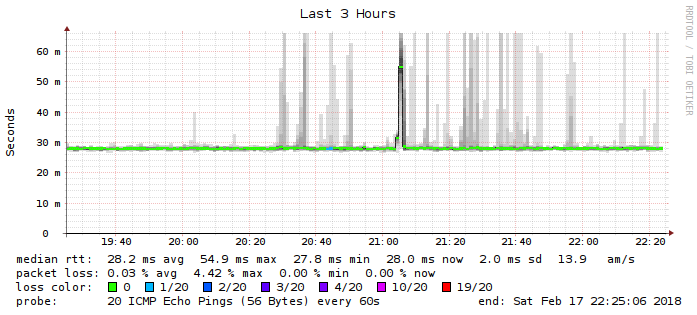 Last 3 Hours
RRDTOOL / TOBI OETIKER
Seconds
60 m
50 m
40 m
30 m
20 m
10 m
0
19:40 20:00 20:20 20:40 21:00 21:20 21:40 22:00 22:20
median rtt: 28.2 ms avg 54.9 ms max 27.8 ms min 28.0 ms now 2.0 ms sd 13.9 am/s
packet loss: 0.03 % avg 4.42 % max 0.00 % min 0.00 % now
loss color: 0 1/20 2/20 3/20 4/20 10/20 19/20
probe: 20 ICMP Echo Pings (56 Bytes) every 60s end: Sat Feb 17 22:25:06 2018